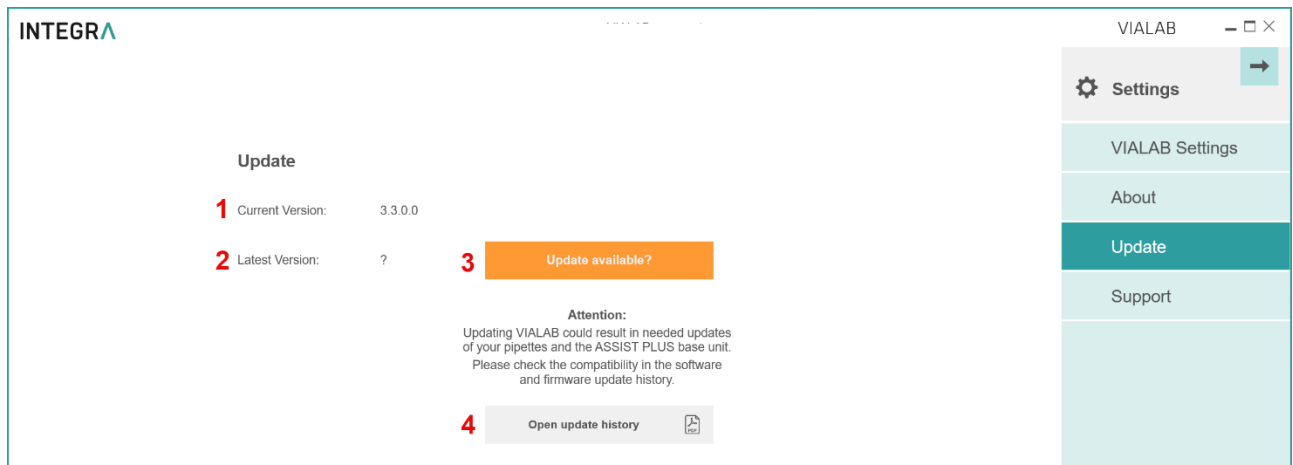 INTEGRA
VIALAB
Settings
VIALAB Settings
About
Update
Support
Update
1 Current Version: 3.3.0.0
2 Latest Version: ?
3 Update available?
Attention:
Updating VIALAB could result in needed updates
of your pipettes and the ASSIST PLUS base unit.
Please check the compatibility in the software
and firmware update history.
4 Open update history
PDF